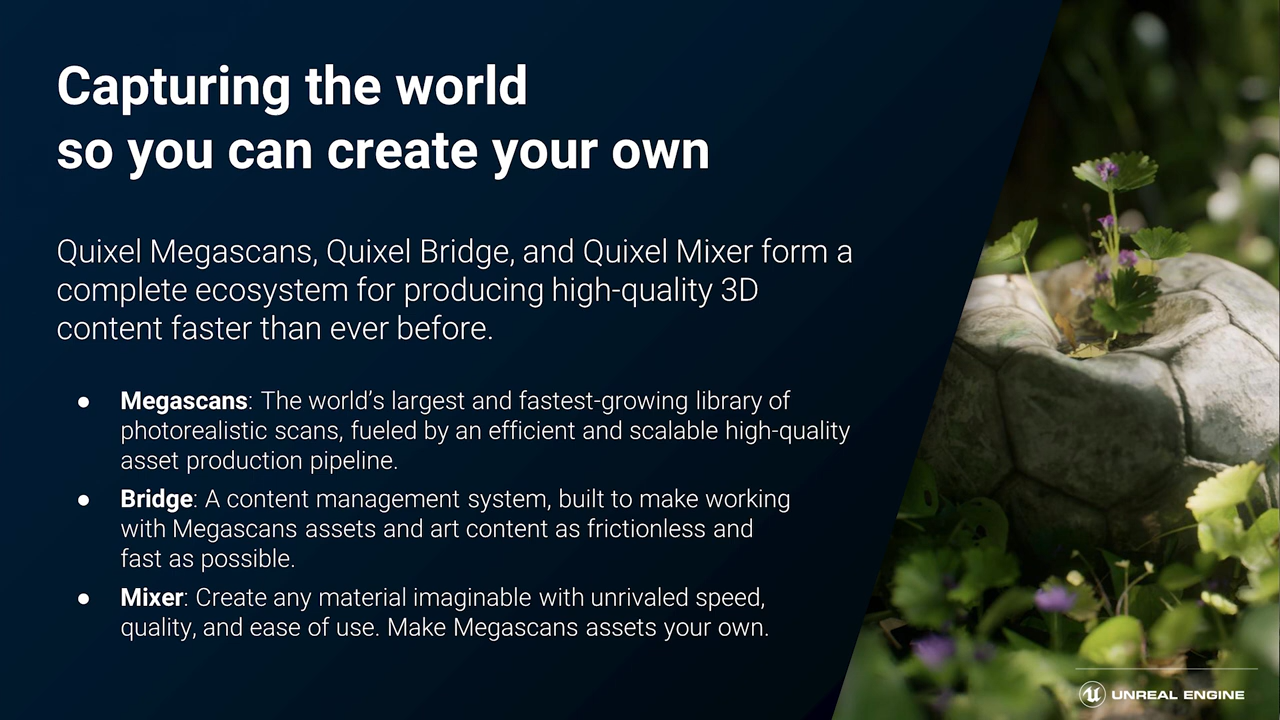 Capturing the world
so you can create your own
Quixel Megascans, Quixel Bridge, and Quixel Mixer form a
complete ecosystem for producing high-quality 3D
content faster than ever before.
● Megascans: The world’s largest and fastest-growing library of
photorealistic scans, fueled by an efficient and scalable high-quality
asset production pipeline.
● Bridge: A content management system, built to make working
with Megascans assets and art content as frictionless and
fast as possible.
● Mixer: Create any material imaginable with unrivaled speed,
quality, and ease of use. Make Megascans assets your own.
UNREAL ENGINE